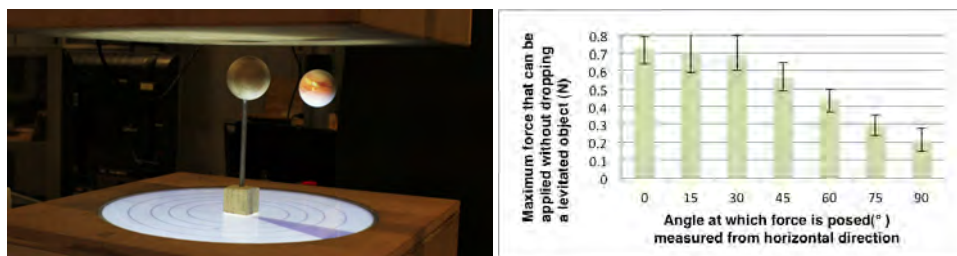 Maximum force that can be
applied without dropping
a levitated object (N)
0.8
0.7
0.6
0.5
0.4
0.3
0.2
0.1
0
0 15 30 45 60 75 90
Angle at which force is posed(° )
measured from horizontal direction